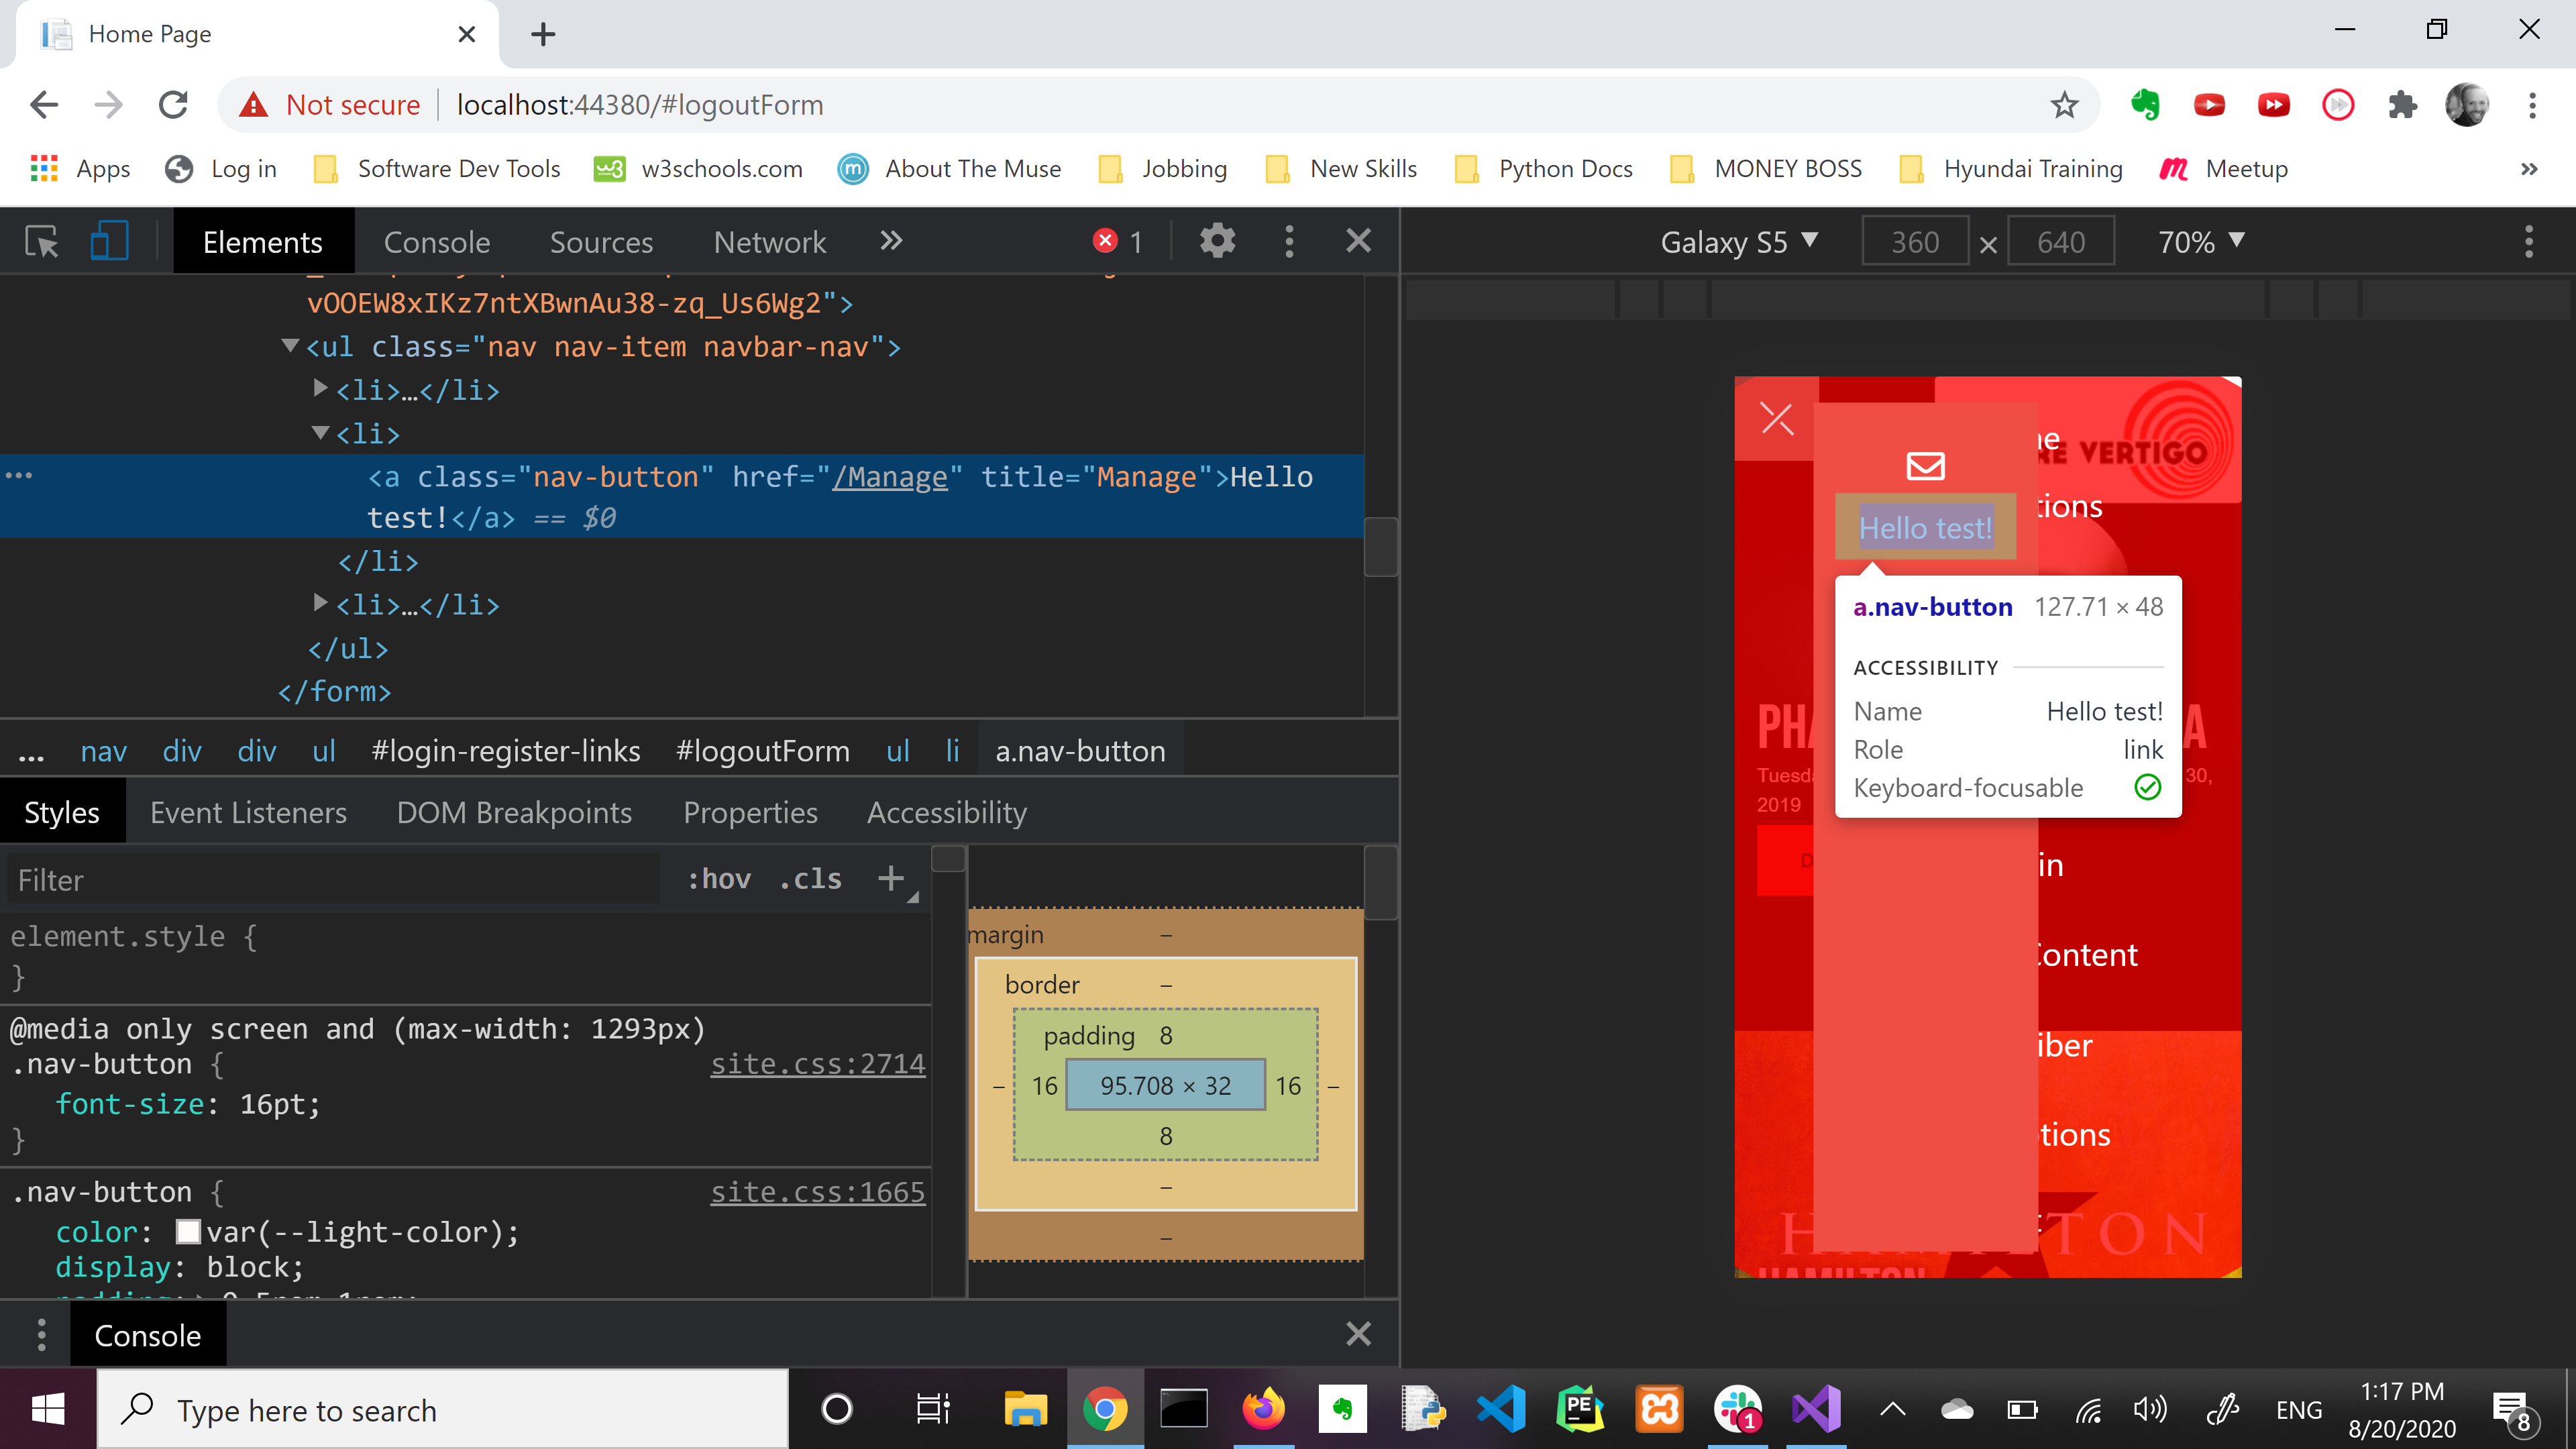 Home Page
Not secure
localhost:44380/#logoutForm
Apps
Log in
Software Dev Tools
w3schools.com
About The Muse
Jobbing
New Skills
Python Docs
MONEY BOSS
Hyundai Training
Meetup
»
Elements
Console
Sources
Network
»
1
Galaxy S5
360
×
640
70%
vOOEW8xIKz7ntXBwnAu38-zq_Us6Wg2">
<ul class="nav nav-item navbar-nav">
<li>…</li>
<li>
<a class="nav-button" href="/Manage" title="Manage">Hello
test!</a> == $0
</li>
<li>…</li>
</ul>
</form>
... nav div div ul #login-register-links #logoutForm ul li a.nav-button
Styles
Event Listeners
DOM Breakpoints
Properties
Accessibility
Filter
:hov
.cls
element.style {
}
@media only screen and (max-width: 1293px)
.nav-button {
site.css:2714
font-size: 16pt;
}
.nav-button {
site.css:1665
color: var(--light-color);
display: block;
margin
–
border
–
padding
8
–
16
95.708 × 32
16
–
8
–
–
Console
VERTIGO
tions
Hello test!
a.nav-button 127.71 × 48
ACCESSIBILITY
Name Hello test!
Role link
Keyboard-focusable
30,
2019
in
iber
tions
HAMILTON
Type here to search
PE
1
ENG
1:17 PM
8/20/2020
8